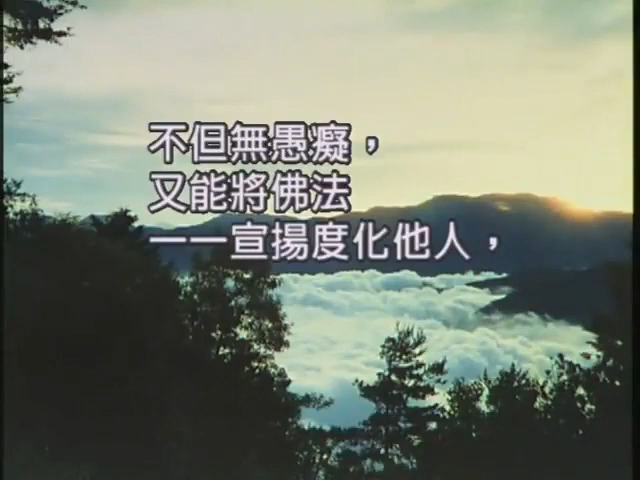 不但無愚癡，
又能將佛法
一一宣揚度化他人，